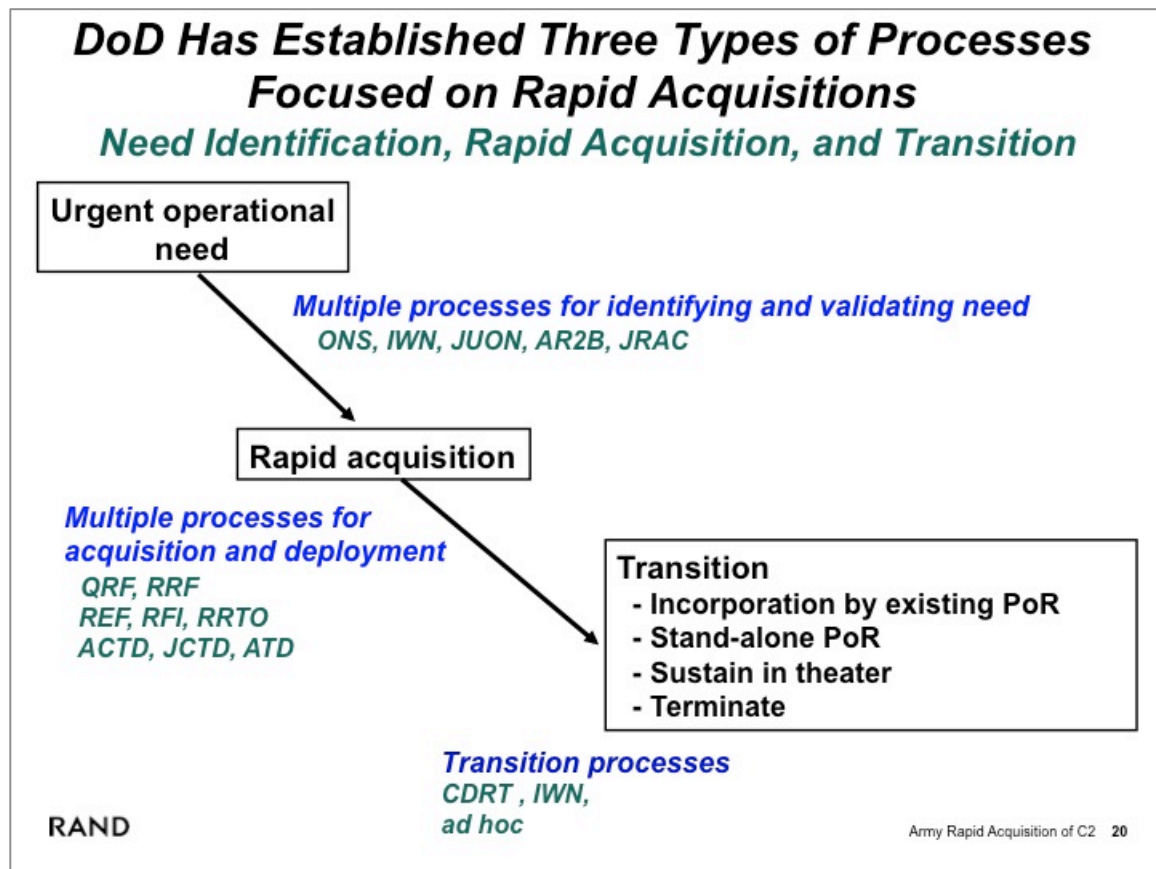 DoD Has Established Three Types of Processes
Focused on Rapid Acquisitions
Need Identification, Rapid Acquisition, and Transition
Urgent operational
need
Multiple processes for identifying and validating need
ONS, IWN, JUON, AR2B, JRAC
Rapid acquisition
Multiple processes for
acquisition and deployment
QRF, RRF
REF, RFI, RRTO
ACTD, JCTD, ATD
Transition
- Incorporation by existing PoR
- Stand-alone PoR
- Sustain in theater
- Terminate
Transition processes
CDRT , IWN,
ad hoc
RAND
Army Rapid Acquisition of C2 20